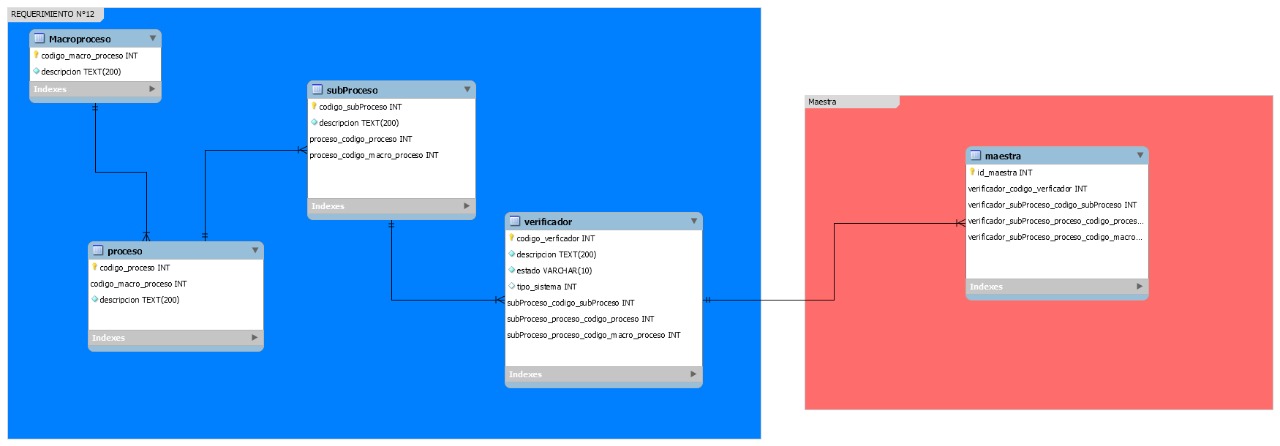 REQUERIMIENTO N°12
Macroproceso
codigo_macro_proceso INT
descripcion TEXT(200)
Indexes
subProceso
codigo_subProceso INT
descripcion TEXT(200)
proceso_codigo_proceso INT
proceso_codigo_macro_proceso INT
Indexes
proceso
codigo_proceso INT
codigo_macro_proceso INT
descripcion TEXT(200)
Indexes
verificador
codigo_verficador INT
descripcion TEXT(200)
estado VARCHAR(10)
tipo_sistema INT
subProceso_codigo_subProceso INT
subProceso_proceso_codigo_proceso INT
subProceso_proceso_codigo_macro_proceso INT
Indexes
Maestra
maestra
id_maestra INT
verificador_codigo_verficador INT
verificador_subProceso_codigo_subProceso INT
verificador_subProceso_proceso_codigo_proces...
verificador_subProceso_proceso_codigo_macro...
Indexes